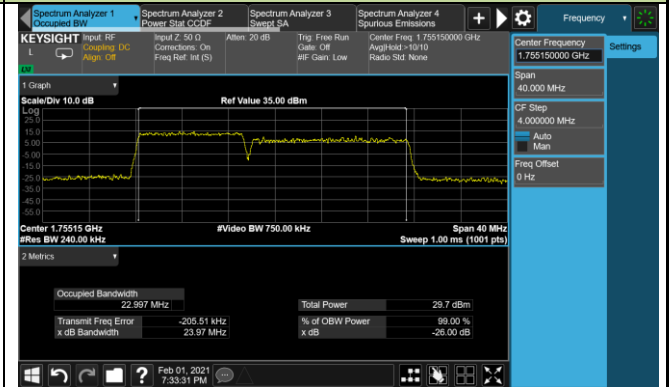 Spectrum Analyzer 1
Occupied BW
Spectrum Analyzer 2
Power Stat CCDF
Spectrum Analyzer 3
Swept SA
Spectrum Analyzer 4
Spurious Emissions
Frequency
KEYSIGHT
L
Input: RF
Coupling: DC
Align: Off
Input Z: 50 Ω
Corrections: On
Freq Ref: Int (S)
Atten: 20 dB
Trig: Free Run
Gate: Off
#IF Gain: Low
Center Freq: 1.755150000 GHz
Avg|Hold:>10/10
Radio Std: None
Center Frequency
1.755150000 GHz
Settings
Span
40.000 MHz
CF Step
4.000000 MHz
Auto
Man
Freq Offset
0 Hz
1 Graph
Scale/Div 10.0 dB
Ref Value 35.00 dBm
Log
25.0
15.0
5.00
-5.00
-15.0
-25.0
-35.0
-45.0
-55.0
Center 1.75515 GHz
#Video BW 750.00 kHz
Span 40 MHz
#Res BW 240.00 kHz
Sweep 1.00 ms (1001 pts)
2 Metrics
Occupied Bandwidth
22.997 MHz
Total Power
29.7 dBm
Transmit Freq Error
-205.51 kHz
% of OBW Power
99.00 %
x dB Bandwidth
23.97 MHz
x dB
-26.00 dB
?
Feb 01, 2021
7:33:31 PM